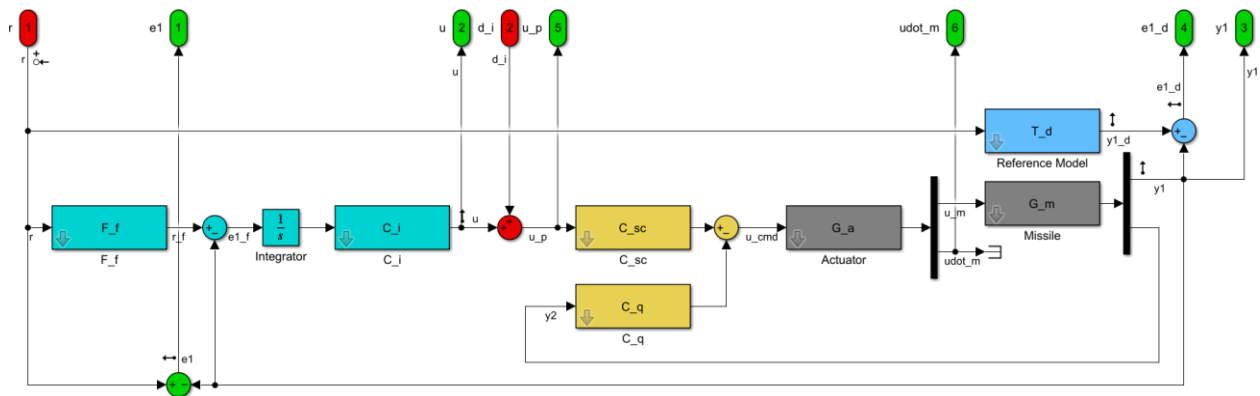 r
1
e1
1
u
2
d_i
2
u_p
5
udot_m
6
e1_d
4
y1
3
r
+
u
d_i
e1_d
y1
T_d
Reference Model
y1_d
+
−
r
F_f
F_f
r_f
+
−
e1_f
1
s
Integrator
C_i
C_i
u
+
+
u_p
C_sc
C_sc
+
−
u_cmd
G_a
Actuator
u_m
udot_m
G_m
Missile
y1
y2
C_q
C_q
e1
+
−